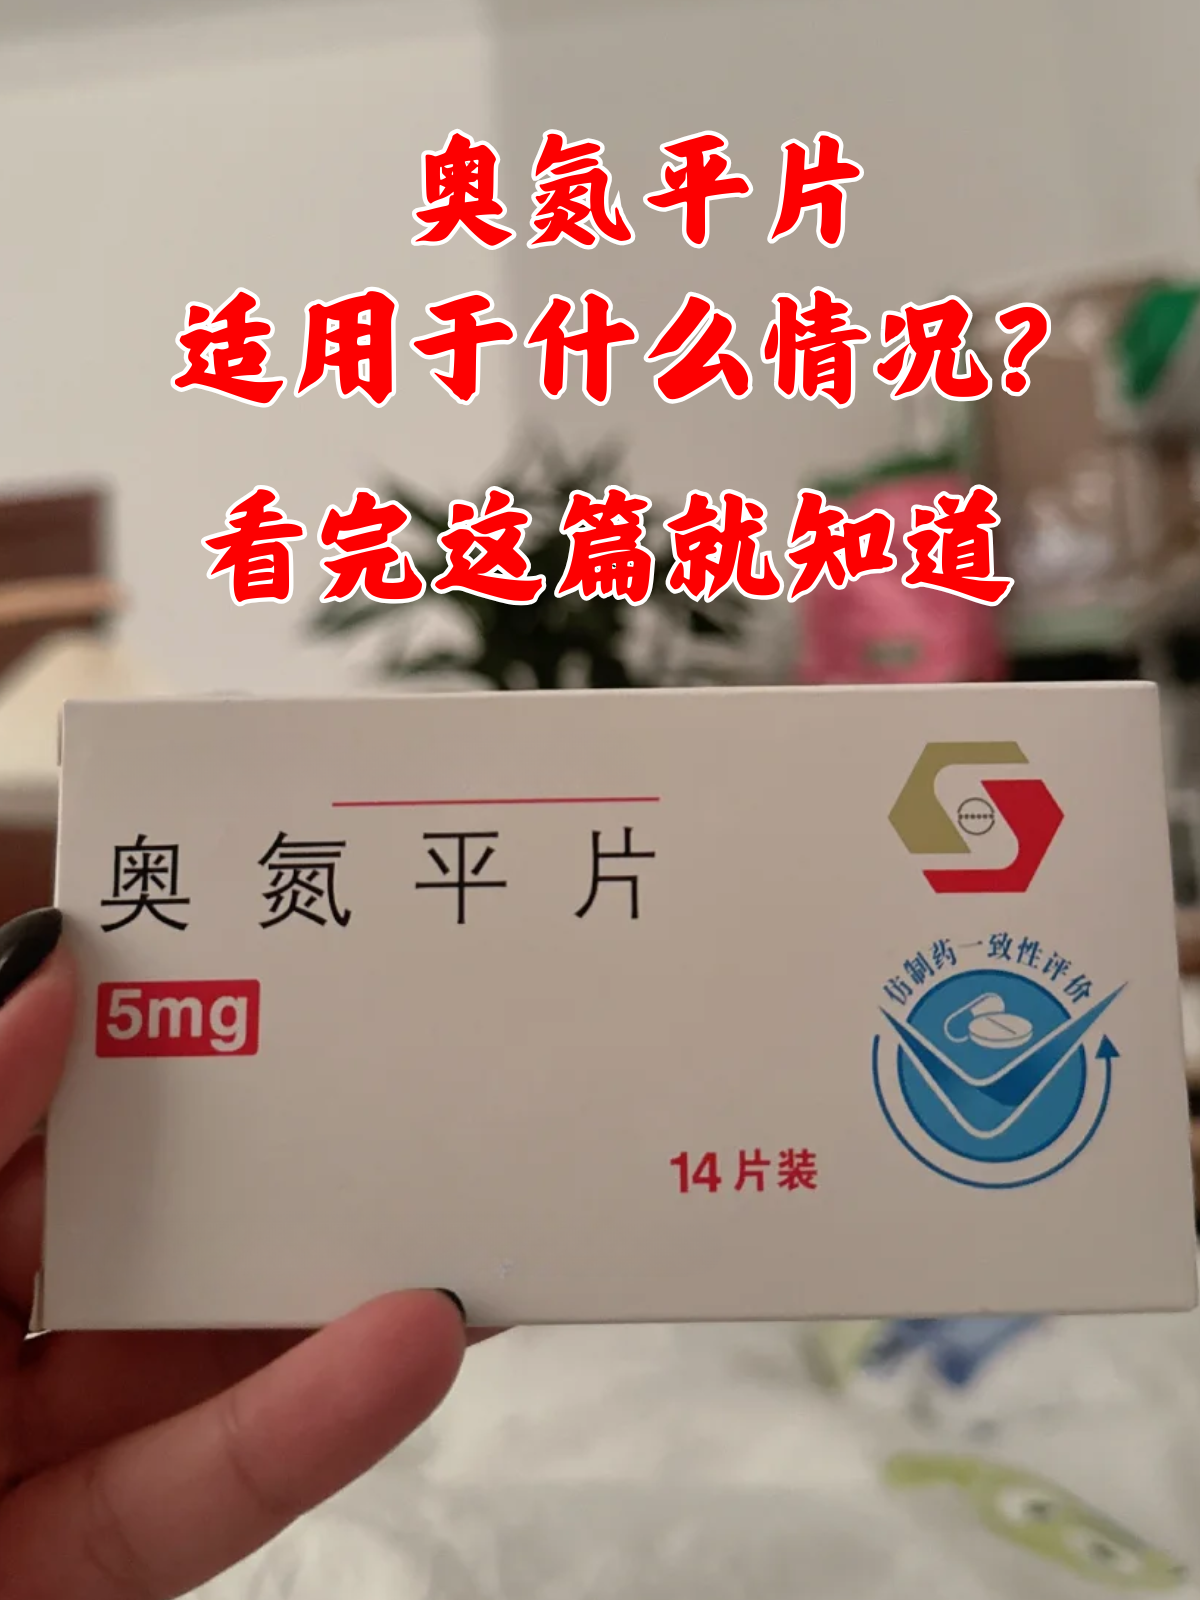 奥氮平片
适用于什么情况?
看完这篇就知道
奥氮平片
5mg
仿制药一致性评价
14片装